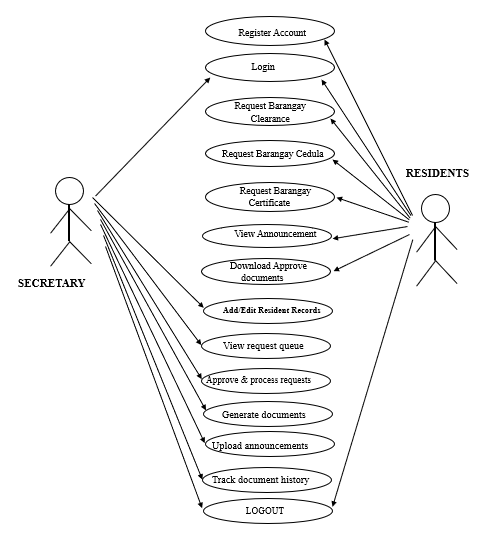 Register Account
Login
Request Barangay
Clearance
Request Barangay Cedula
RESIDENTS
Request Barangay
Certificate
View Announcement
Download Approve
documents
SECRETARY
Add/Edit Resident Records
View request queue
Approve & process requests
Generate documents
Upload announcements
Track document history
LOGOUT